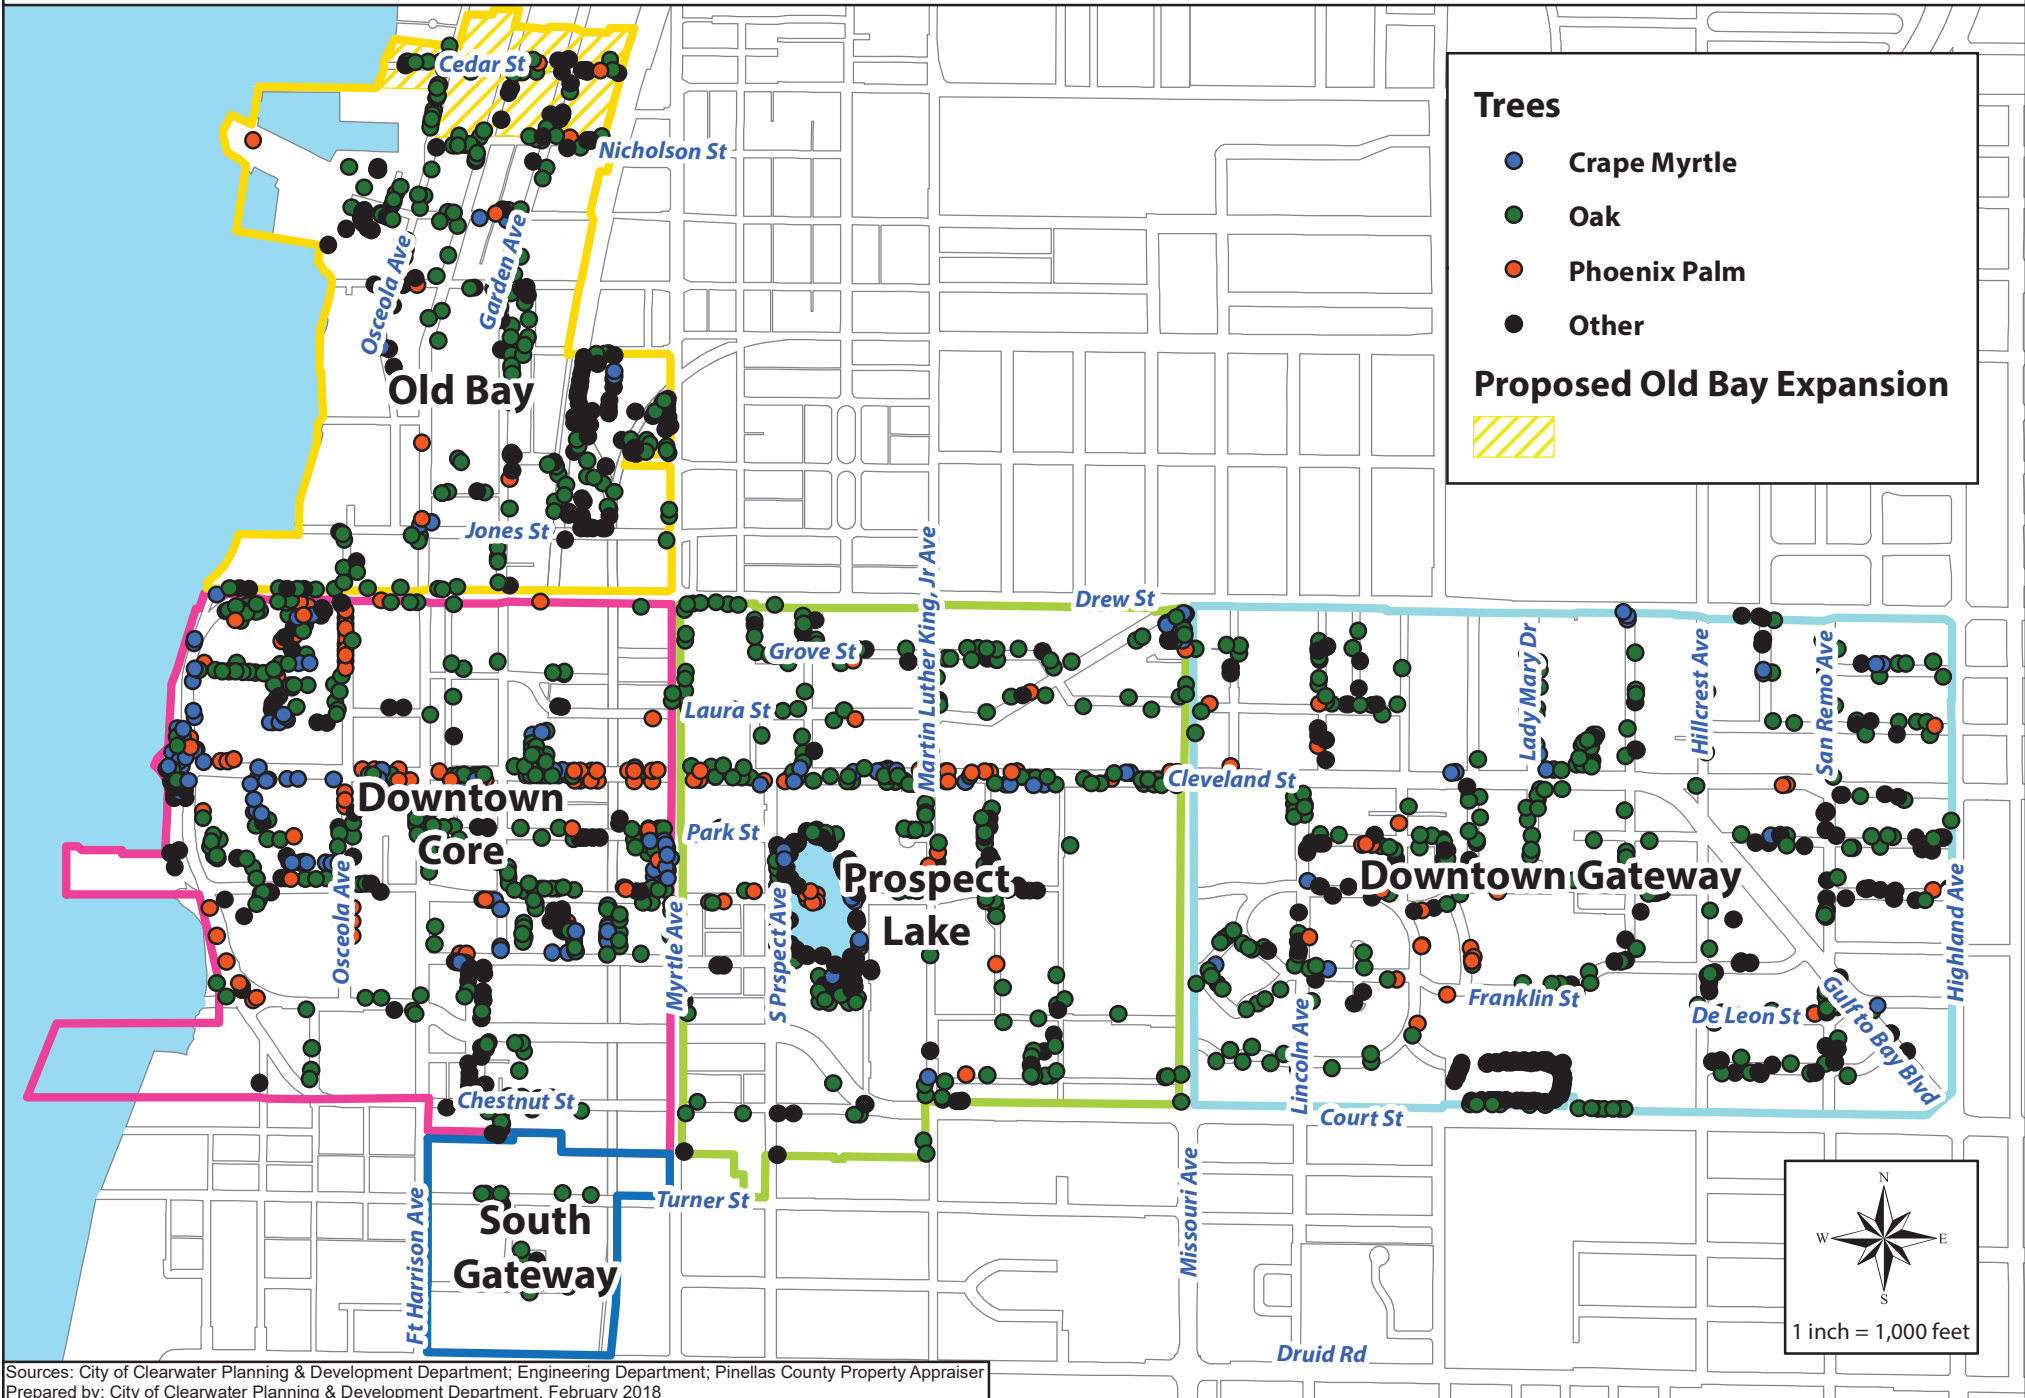 Cedar St
Nicholson St
Trees
Crape Myrtle
Oak
Phoenix Palm
Other
Proposed Old Bay Expansion
Osceola Ave
Garden Ave
Old Bay
Jones St
Martin Luther King, Jr Ave
Drew St
Grove St
Laura St
Lady Mary Dr
Hillcrest Ave
San Remo Ave
Cleveland St
Downtown
Core
Park St
Prospect
Lake
Downtown Gateway
Osceola Ave
Myrtle Ave
S Prspect Ave
Highland Ave
Franklin St
De Leon St
Gulf to Bay Blvd
Lincoln Ave
Chestnut St
Court St
Missouri Ave
Turner St
Ft Harrison Ave
South
Gateway
Druid Rd
N
W
E
S
1 inch = 1,000 feet
Sources: City of Clearwater Planning & Development Department; Engineering Department; Pinellas County Property Appraiser
Prepared by: City of Clearwater Planning & Development Department, February 2018